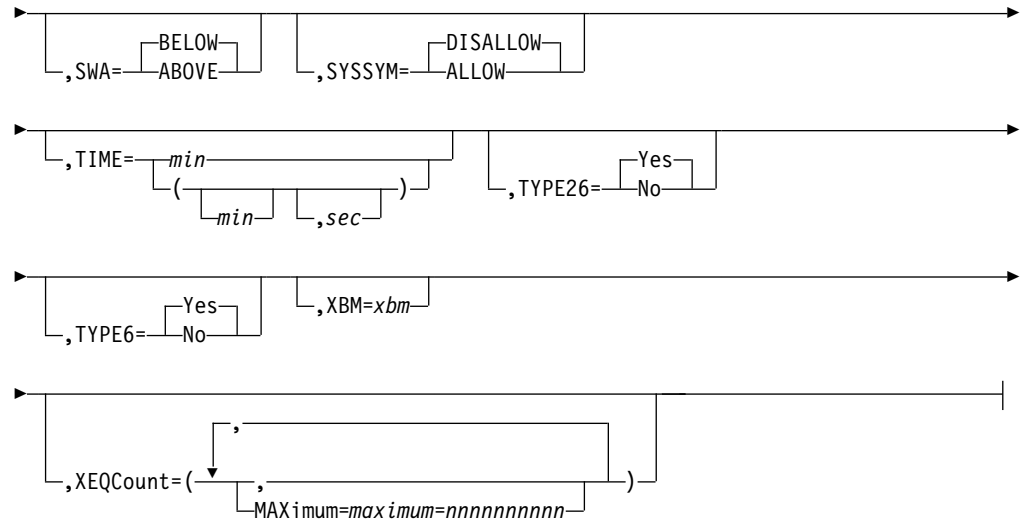 BELOW
,SWA= ABOVE
DISALLOW
,SYSSYM= ALLOW
,TIME= min
( min ,sec )
Yes
,TYPE26= No
Yes
,TYPE6= No
,XBM=xbm
,
,XEQCount=( , )
MAXimum=maximum=nnnnnnnnnn